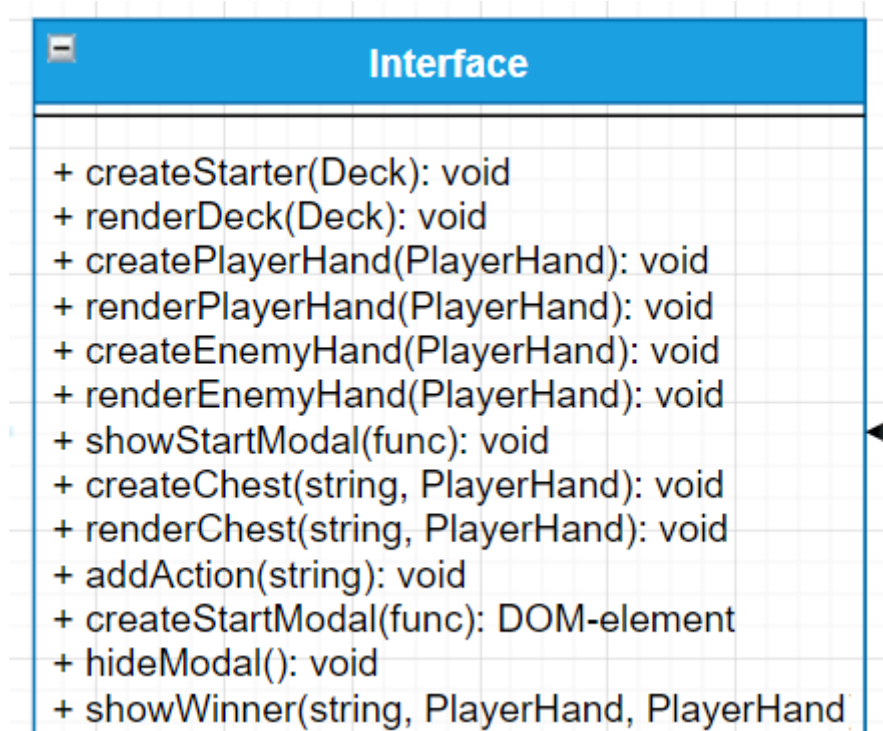 Interface
+ createStarter(Deck): void
+ renderDeck(Deck): void
+ createPlayerHand(PlayerHand): void
+ renderPlayerHand(PlayerHand): void
+ createEnemyHand(PlayerHand): void
+ renderEnemyHand(PlayerHand): void
+ showStartModal(func): void
+ createChest(string, PlayerHand): void
+ renderChest(string, PlayerHand): void
+ addAction(string): void
+ createStartModal(func): DOM-element
+ hideModal(): void
+ showWinner(string, PlayerHand, PlayerHand)